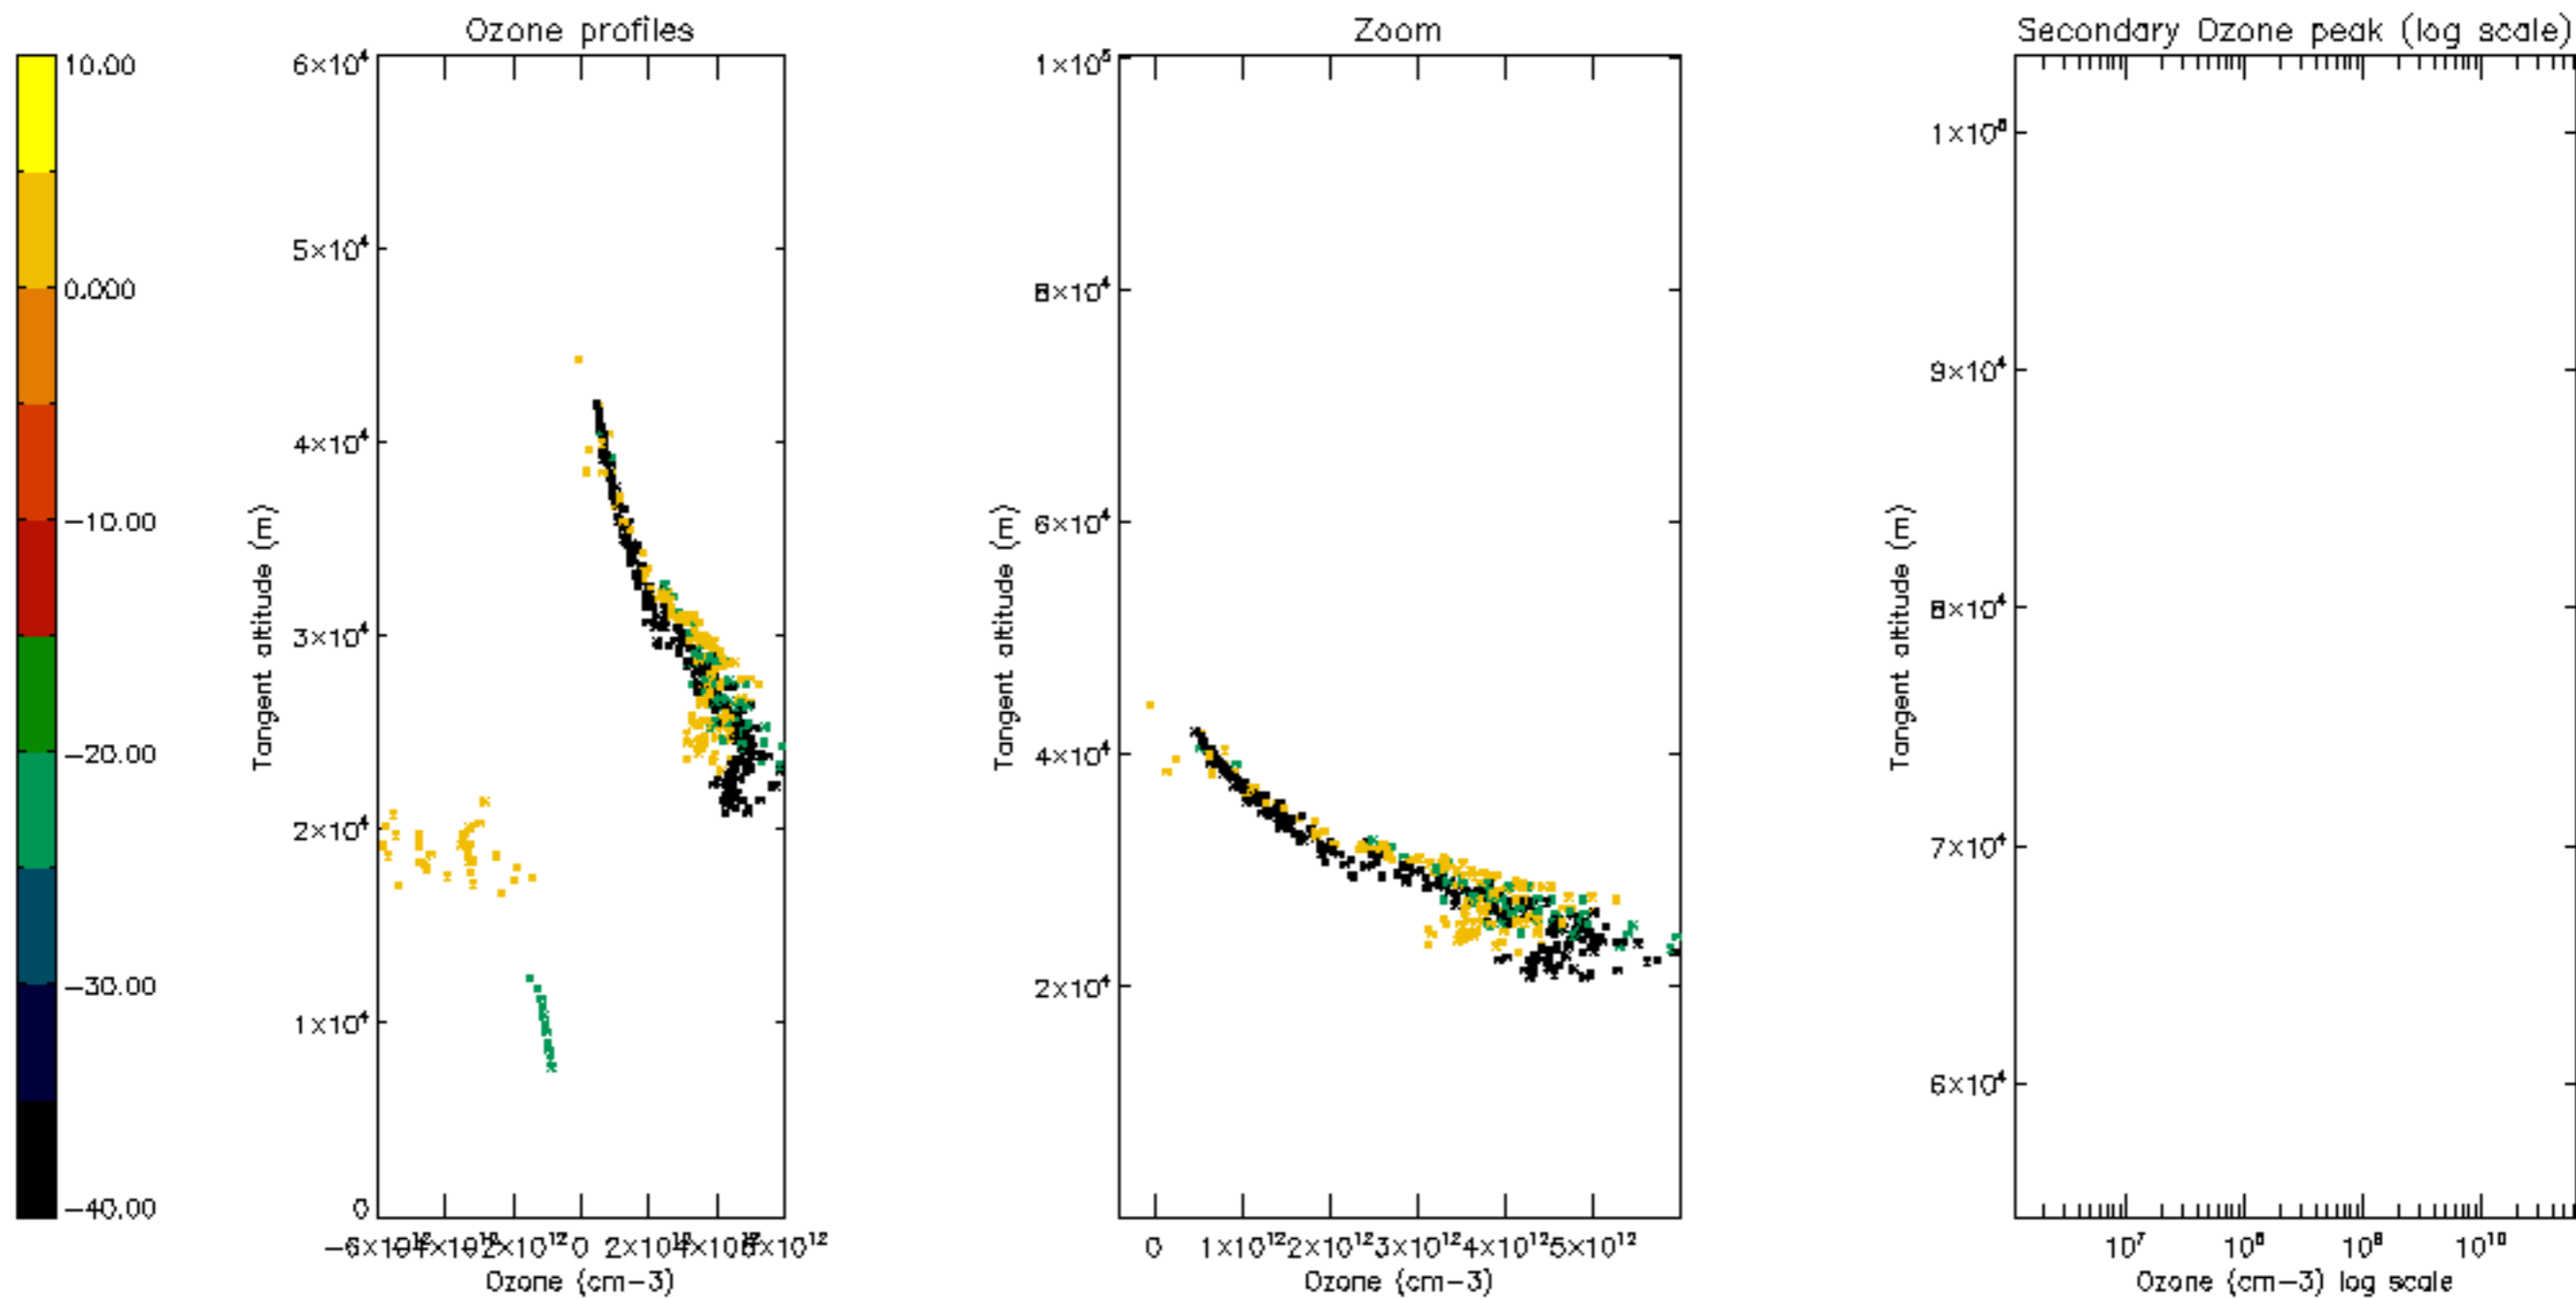 Ozone profiles
Zoom
Secondary Ozone peak (log scale)
10.00
0.000
−10.00
−20.00
−30.00
−40.00
6×10⁴
5×10⁴
4×10⁴
3×10⁴
2×10⁴
1×10⁴
0
Tangent altitude (m)
2×10¹²
Ozone (cm−3)
1×10⁵
8×10⁴
6×10⁴
4×10⁴
2×10⁴
Tangent altitude (m)
0 1×10¹² 2×10¹² 3×10¹² 4×10¹² 5×10¹²
Ozone (cm−3)
9×10⁴
8×10⁴
7×10⁴
6×10⁴
Tangent altitude (m)
10⁷ 10⁸ 10⁹ 10¹⁰
Ozone (cm−3) log scale